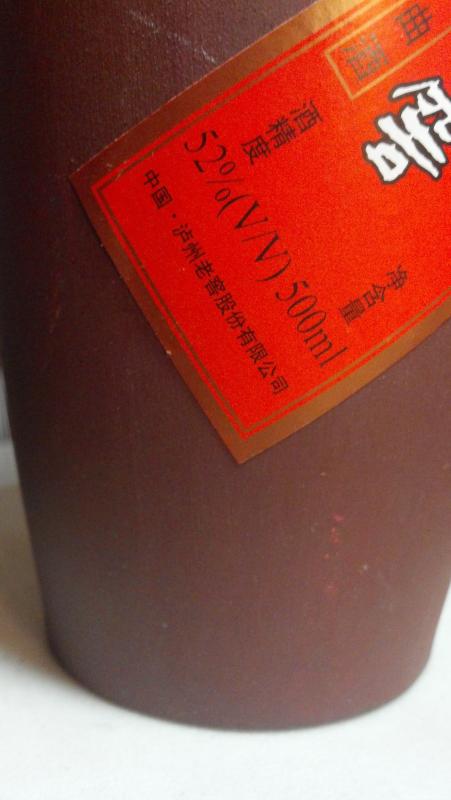 曲酒
窖
酒精度 净含量
52%(V/V) 500ml
中国·泸州老窖股份有限公司